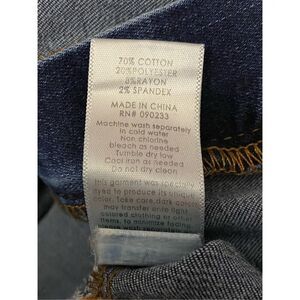 70% COTTON
20%POLYESTER
8%RAYON
2% SPANDEX
MADE IN CHINA
RN# 090233
Machine wash separately
in cold water
Non chlorine
bleach as needed
Tumble dry low
Cool iron as needed
Do not dry clean
This garment was specially
dyed to produce its unique
color. Take care,dark colors
may transfer onto light
colored clothing or other
items. to minimize fading